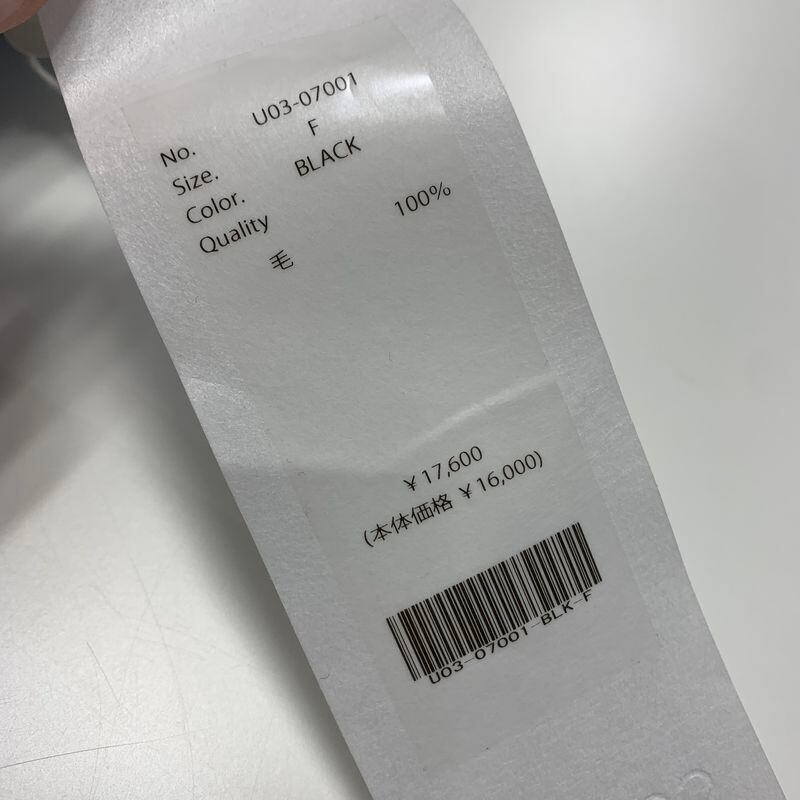 No. U03-07001
Size. F
Color. BLACK
Quality
毛 100%
￥17,600
(本体価格 ￥16,000)
U03-07001-BLK-F